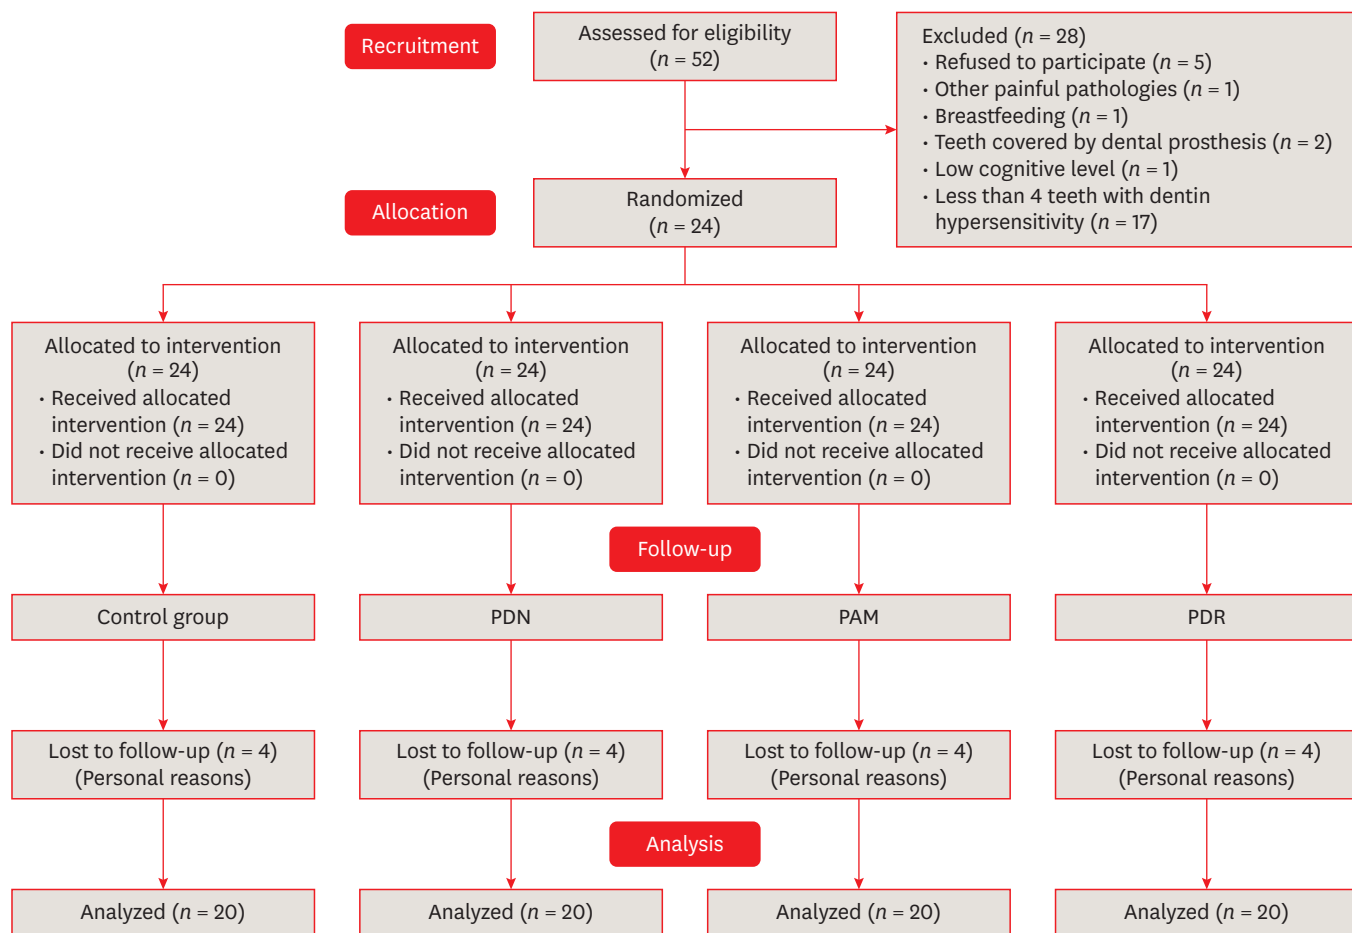 Recruitment
Assessed for eligibility
(n = 52)
Excluded (n = 28)
• Refused to participate (n = 5)
• Other painful pathologies (n = 1)
• Breastfeeding (n = 1)
• Teeth covered by dental prosthesis (n = 2)
• Low cognitive level (n = 1)
• Less than 4 teeth with dentin
hypersensitivity (n = 17)
Allocation
Randomized
(n = 24)
Allocated to intervention
(n = 24)
• Received allocated
intervention (n = 24)
• Did not receive allocated
intervention (n = 0)
Allocated to intervention
(n = 24)
• Received allocated
intervention (n = 24)
• Did not receive allocated
intervention (n = 0)
Allocated to intervention
(n = 24)
• Received allocated
intervention (n = 24)
• Did not receive allocated
intervention (n = 0)
Allocated to intervention
(n = 24)
• Received allocated
intervention (n = 24)
• Did not receive allocated
intervention (n = 0)
Follow-up
Control group
PDN
PAM
PDR
Lost to follow-up (n = 4)
(Personal reasons)
Lost to follow-up (n = 4)
(Personal reasons)
Lost to follow-up (n = 4)
(Personal reasons)
Lost to follow-up (n = 4)
(Personal reasons)
Analysis
Analyzed (n = 20)
Analyzed (n = 20)
Analyzed (n = 20)
Analyzed (n = 20)